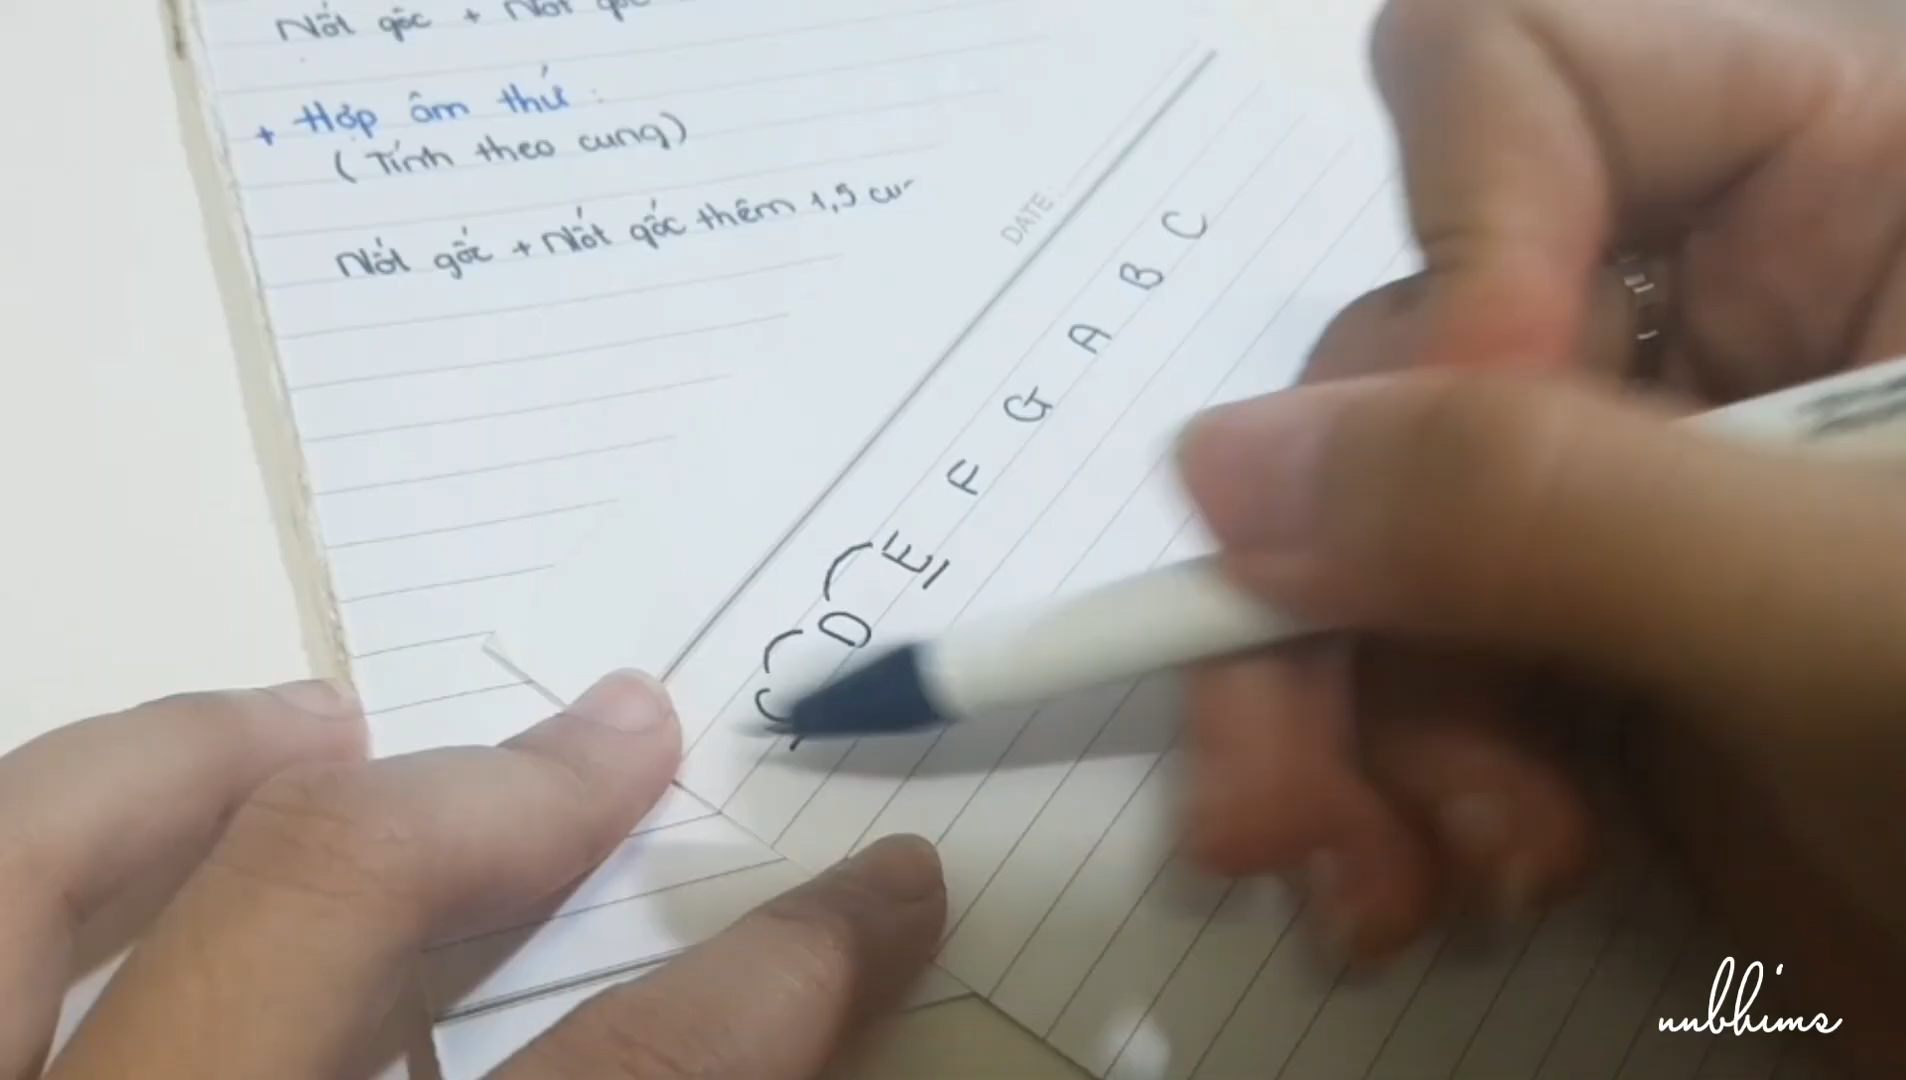 Nốt gốc + Nốt gốc
+ Hợp âm thứ :
(Tính theo cung)
Nốt gốc + Nốt gốc thêm 1,5
DATE:
C D E F G A B C
nnbhims